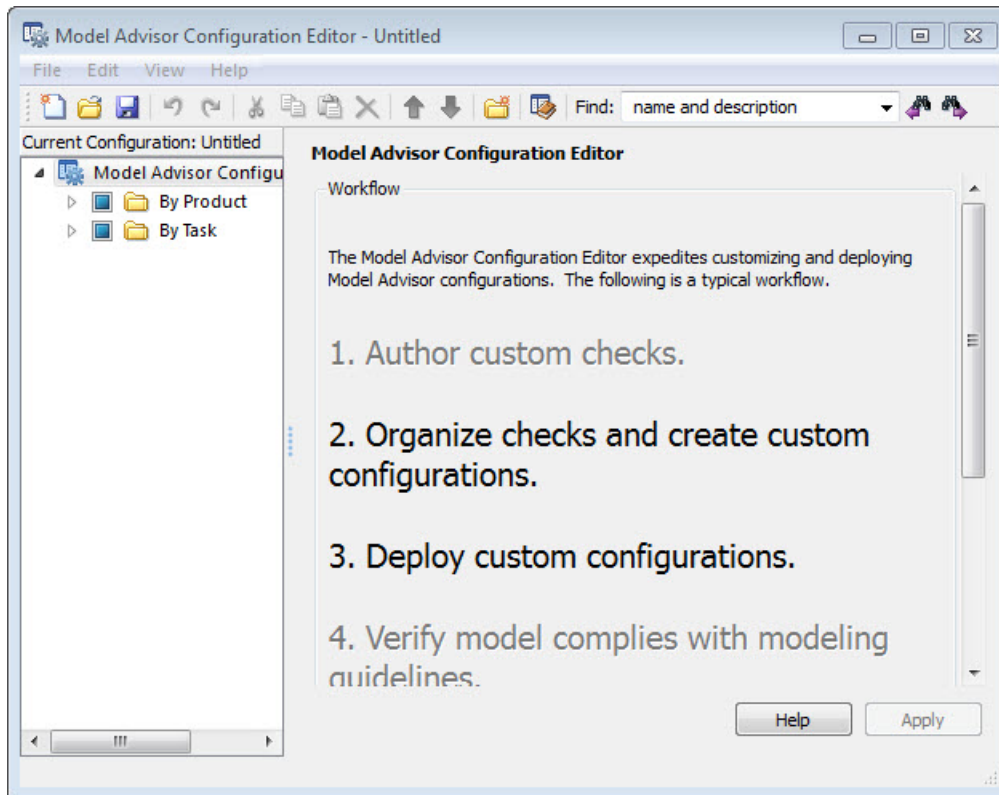 Model Advisor Configuration Editor - Untitled
File Edit View Help
Find: name and description
Current Configuration: Untitled
Model Advisor Configu
By Product
By Task
Model Advisor Configuration Editor
Workflow
The Model Advisor Configuration Editor expedites customizing and deploying
Model Advisor configurations. The following is a typical workflow.
1. Author custom checks.
2. Organize checks and create custom
configurations.
3. Deploy custom configurations.
4. Verify model complies with modeling
guidelines.
Help Apply